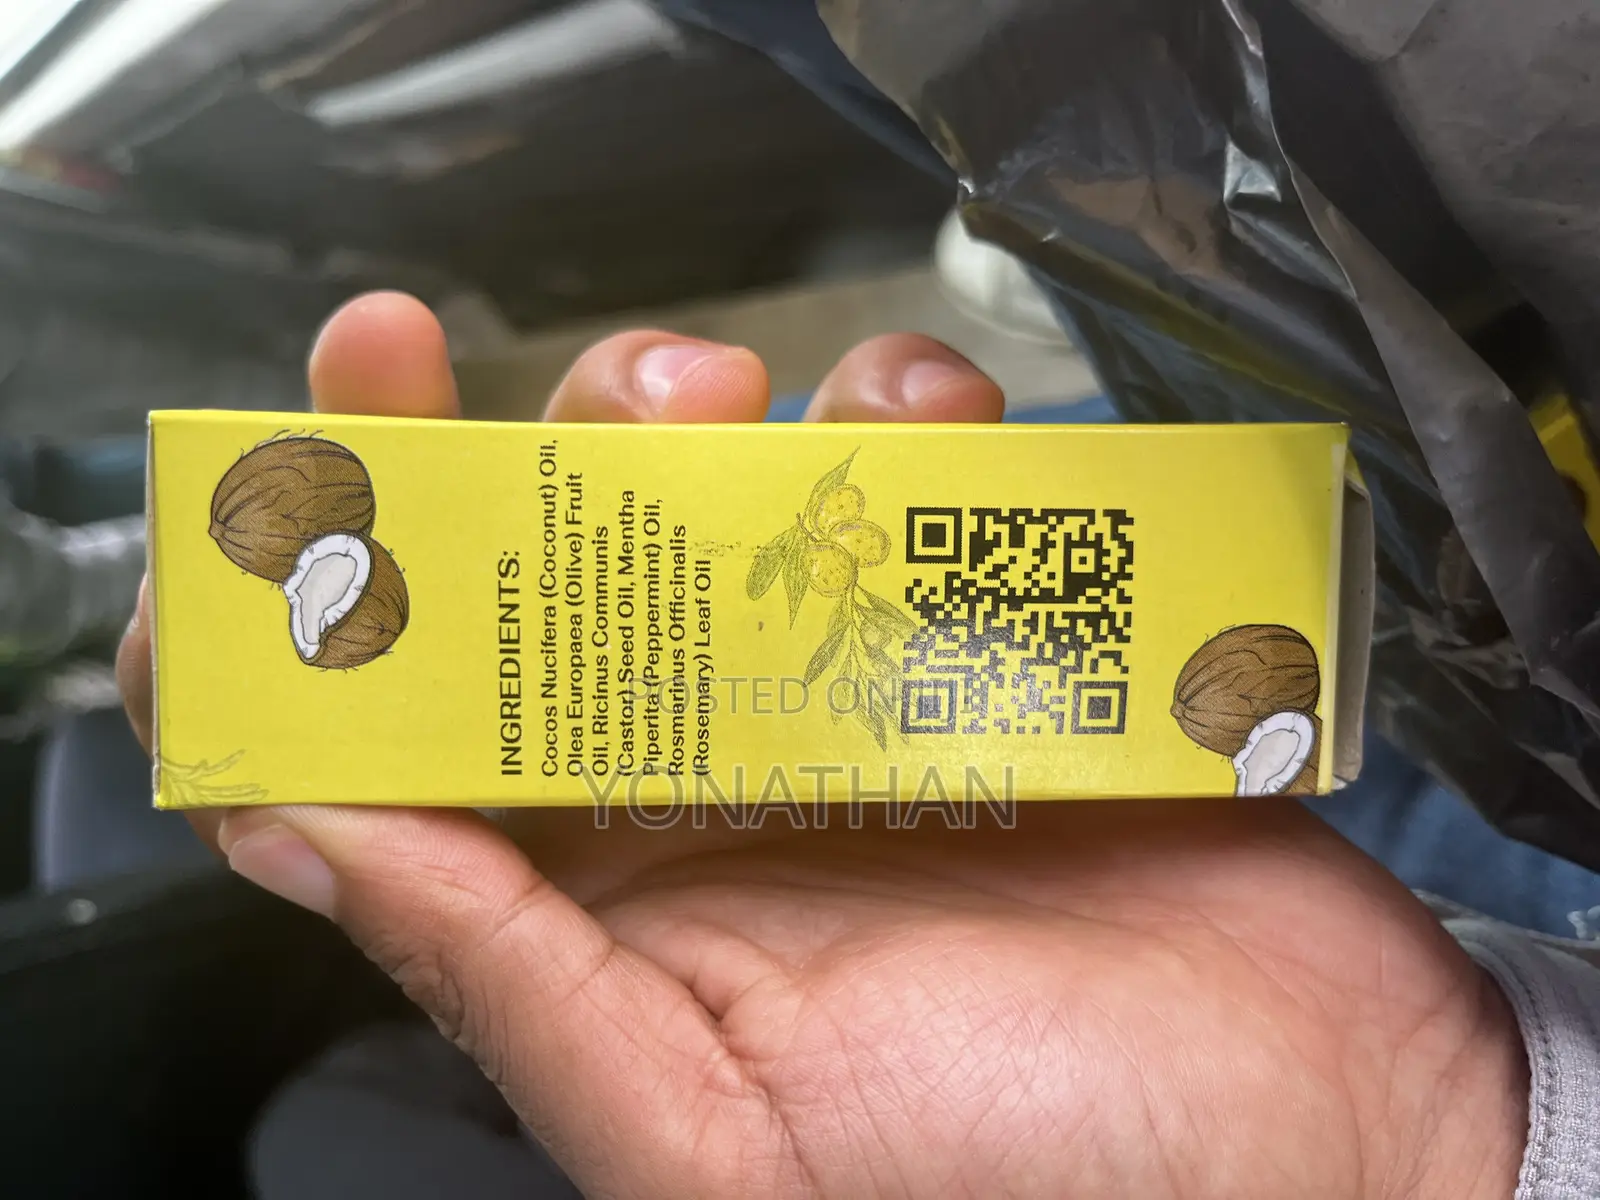 INGREDIENTS:
Cocos Nucifera (Coconut) Oil,
Olea Europaea (Olive) Fruit
Oil, Ricinus Communis
(Castor) Seed Oil, Mentha
Piperita (Peppermint) Oil,
Rosmarinus Officinalis
(Rosemary) Leaf Oil
POSTED ON
YONATHAN